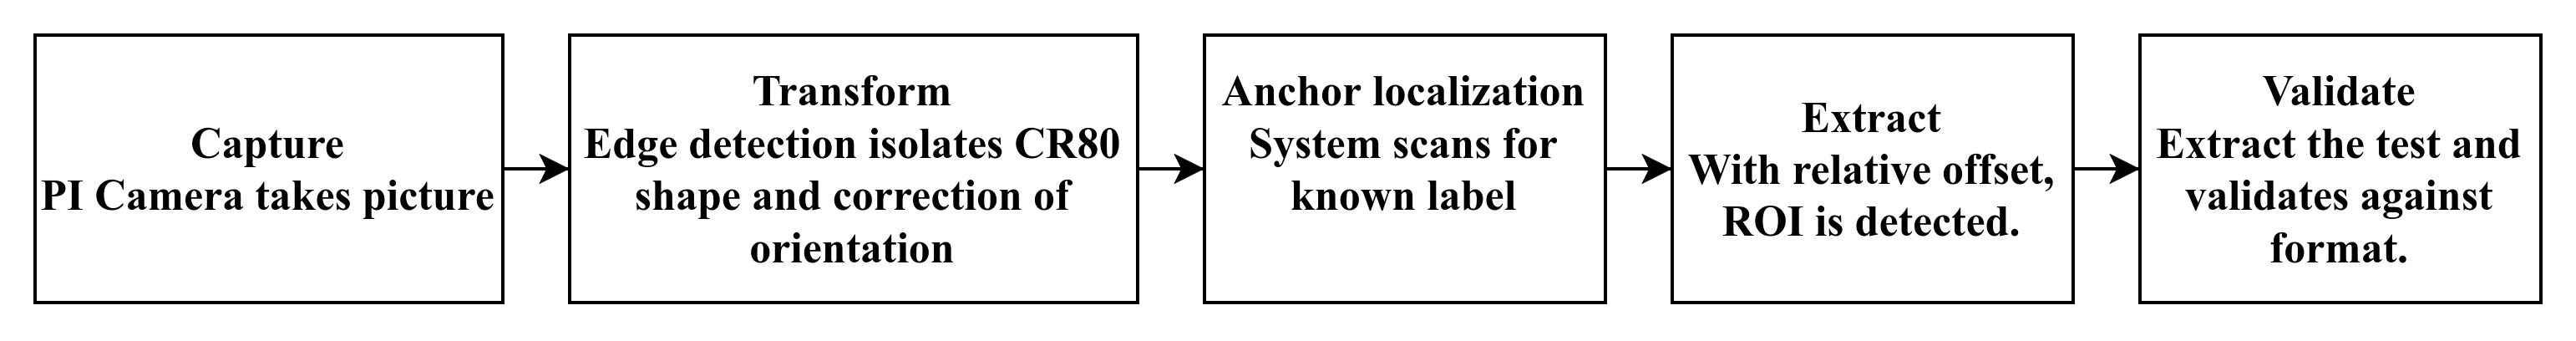 Capture
PI Camera takes picture
Transform
Edge detection isolates CR80
shape and correction of
orientation
Anchor localization
System scans for
known label
Extract
With relative offset,
ROI is detected.
Validate
Extract the test and
validates against
format.